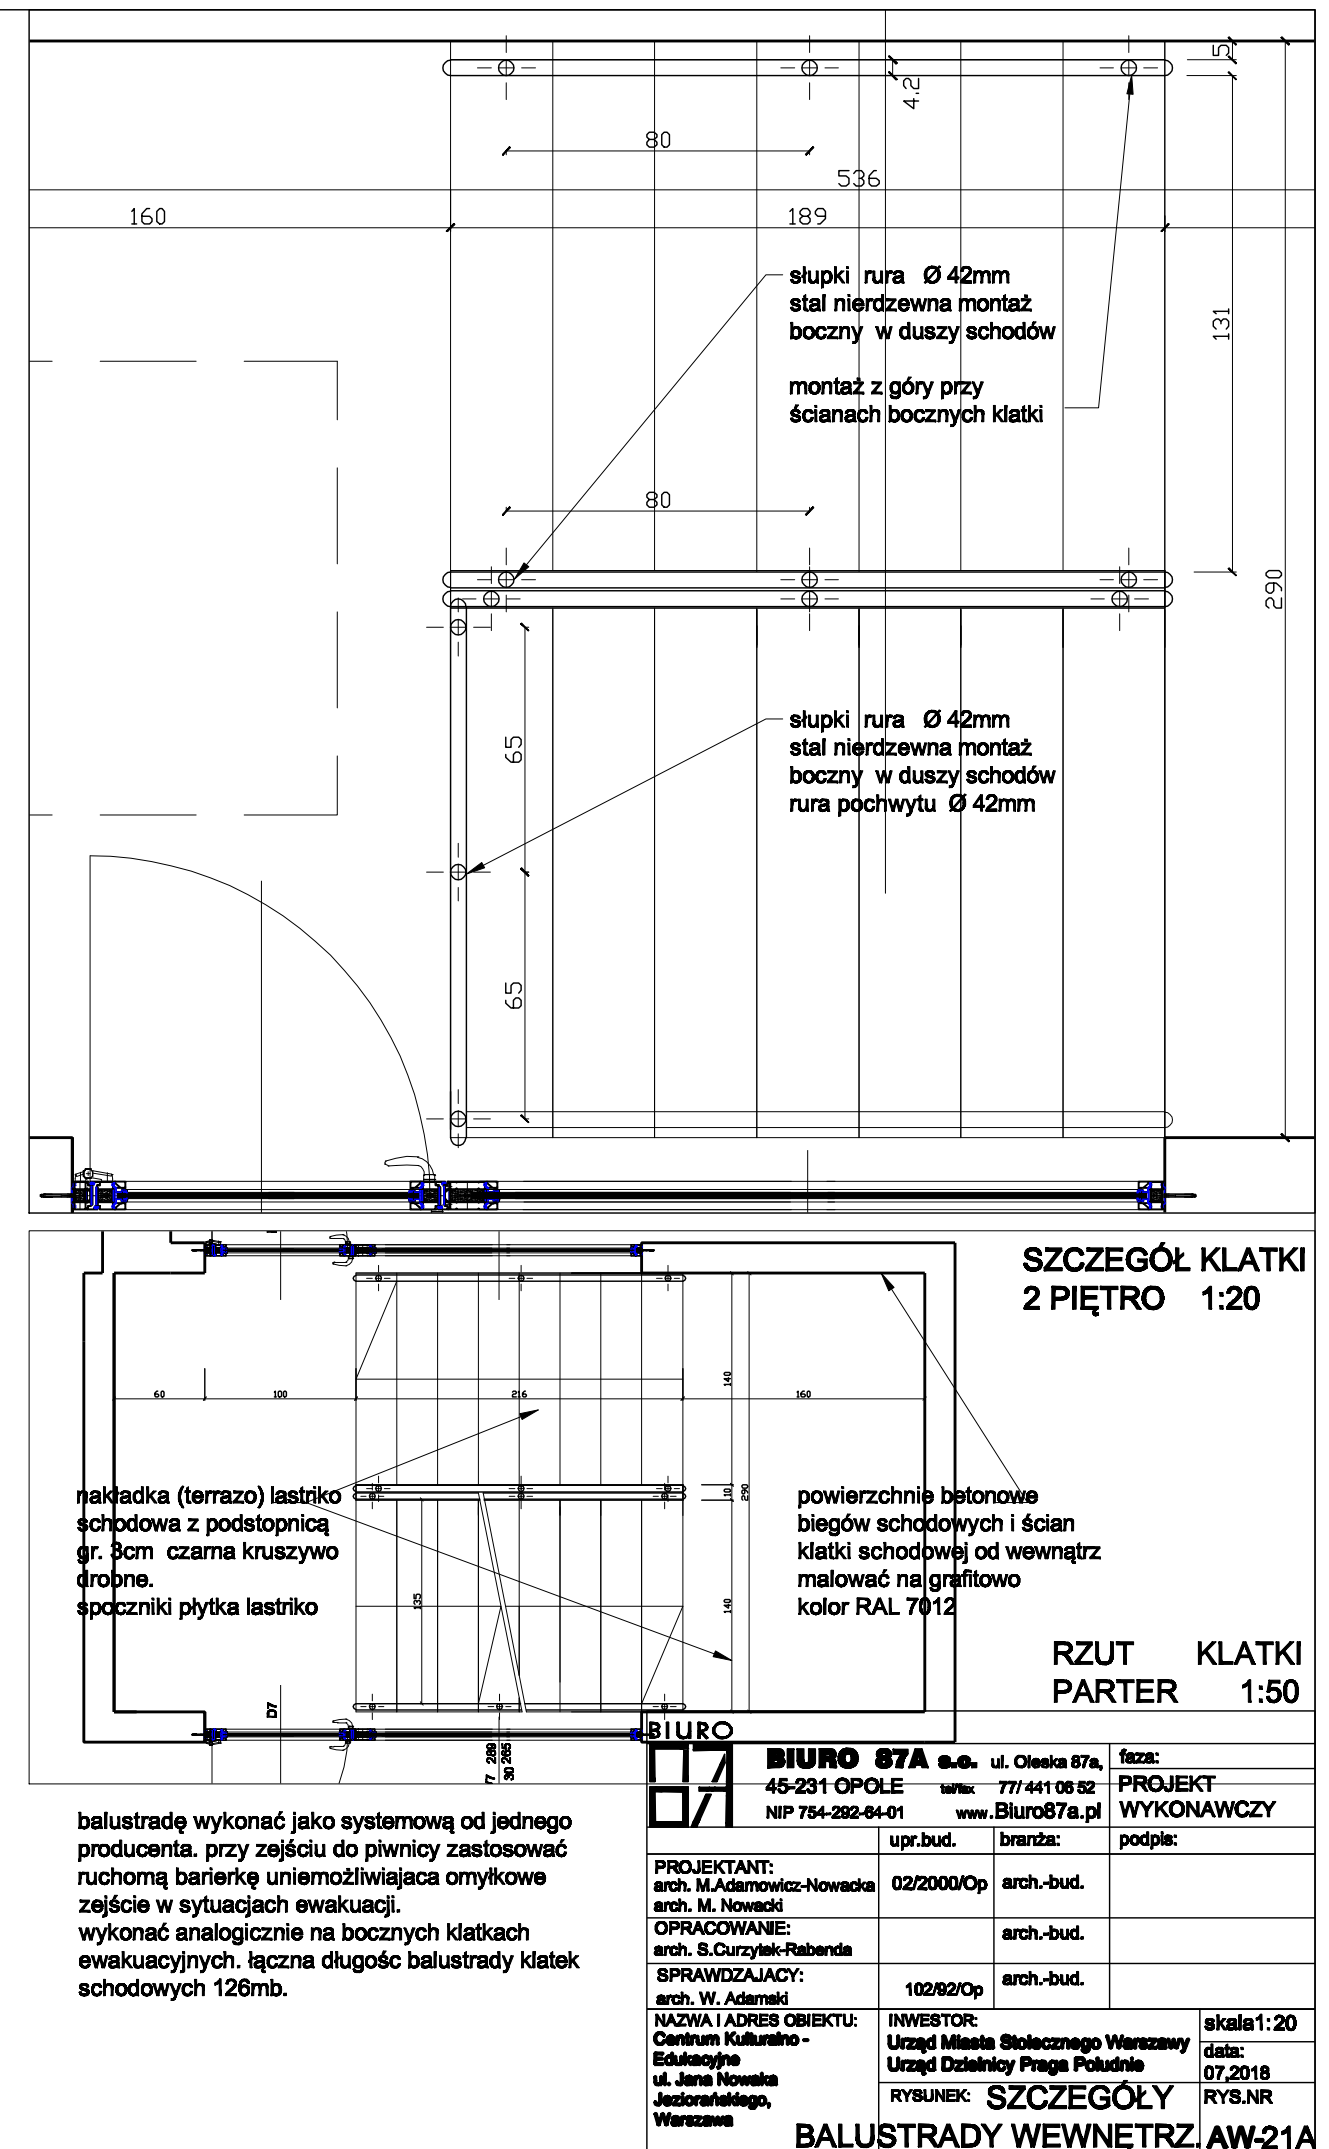 5
4.2
80
536
160
189
słupki rura Ø 42mm
stal nierdzewna montaż
boczny w duszy schodów
131
montaż z góry przy
ścianach bocznych klatki
80
290
słupki rura Ø 42mm
stal nierdzewna montaż
boczny w duszy schodów
rura pochwytu Ø 42mm
65
65
SZCZEGÓŁ KLATKI
2 PIĘTRO 1:20
140
60
100
216
160
10
290
nakładka (terrazo) lastriko
schodowa z podstopnicą
gr. 3cm czarna kruszywo
drobne.
spoczniki płytka lastriko
powierzchnie betonowe
biegów schodowych i ścian
klatki schodowej od wewnątrz
malować na grafitowo
kolor RAL 7012
135
140
RZUT KLATKI
PARTER 1:50
D7
289
30 265
BIURO
BIURO 87A s.c. ul. Oleska 87a,
45-231 OPOLE tel/fax 77/ 441 06 52
NIP 754-292-64-01 www.Biuro87a.pl
faza:
PROJEKT
WYKONAWCZY
upr.bud. branża: podpis:
PROJEKTANT:
arch. M.Adamowicz-Nowacka
arch. M. Nowacki
02/2000/Op arch.-bud.
OPRACOWANIE:
arch. S.Curzytek-Rabenda
arch.-bud.
SPRAWDZAJACY:
arch. W. Adamski
102/92/Op arch.-bud.
NAZWA I ADRES OBIEKTU:
Centrum Kulturalno -
Edukacyjne
ul. Jana Nowaka
Jeziorańskiego,
Warszawa
INWESTOR:
Urząd Miasta Stołecznego Warszawy
Urząd Dzielnicy Praga Południe
skala1:20
data:
07,2018
RYSUNEK: SZCZEGÓŁY
BALUSTRADY WEWNETRZ.
RYS.NR
AW-21A
balustradę wykonać jako systemową od jednego
producenta. przy zejściu do piwnicy zastosować
ruchomą barierkę uniemożliwiajaca omyłkowe
zejście w sytuacjach ewakuacji.
wykonać analogicznie na bocznych klatkach
ewakuacyjnych. łączna długośc balustrady klatek
schodowych 126mb.